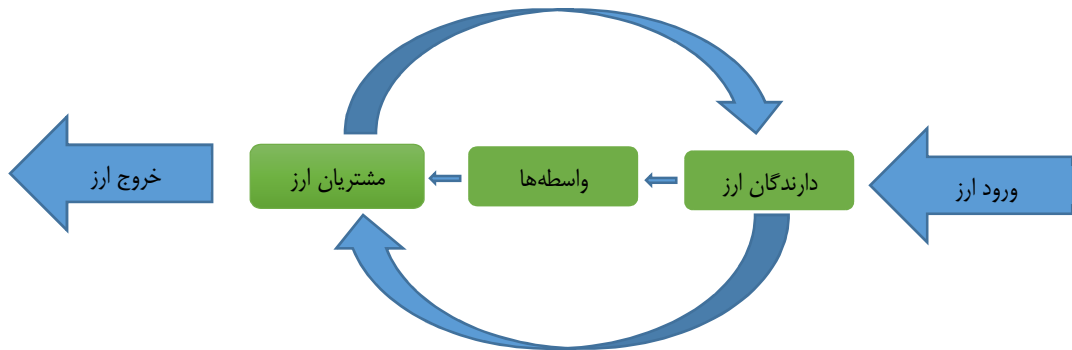 ورود ارز
دارندگان ارز
واسطه‌ها
مشتریان ارز
خروج ارز